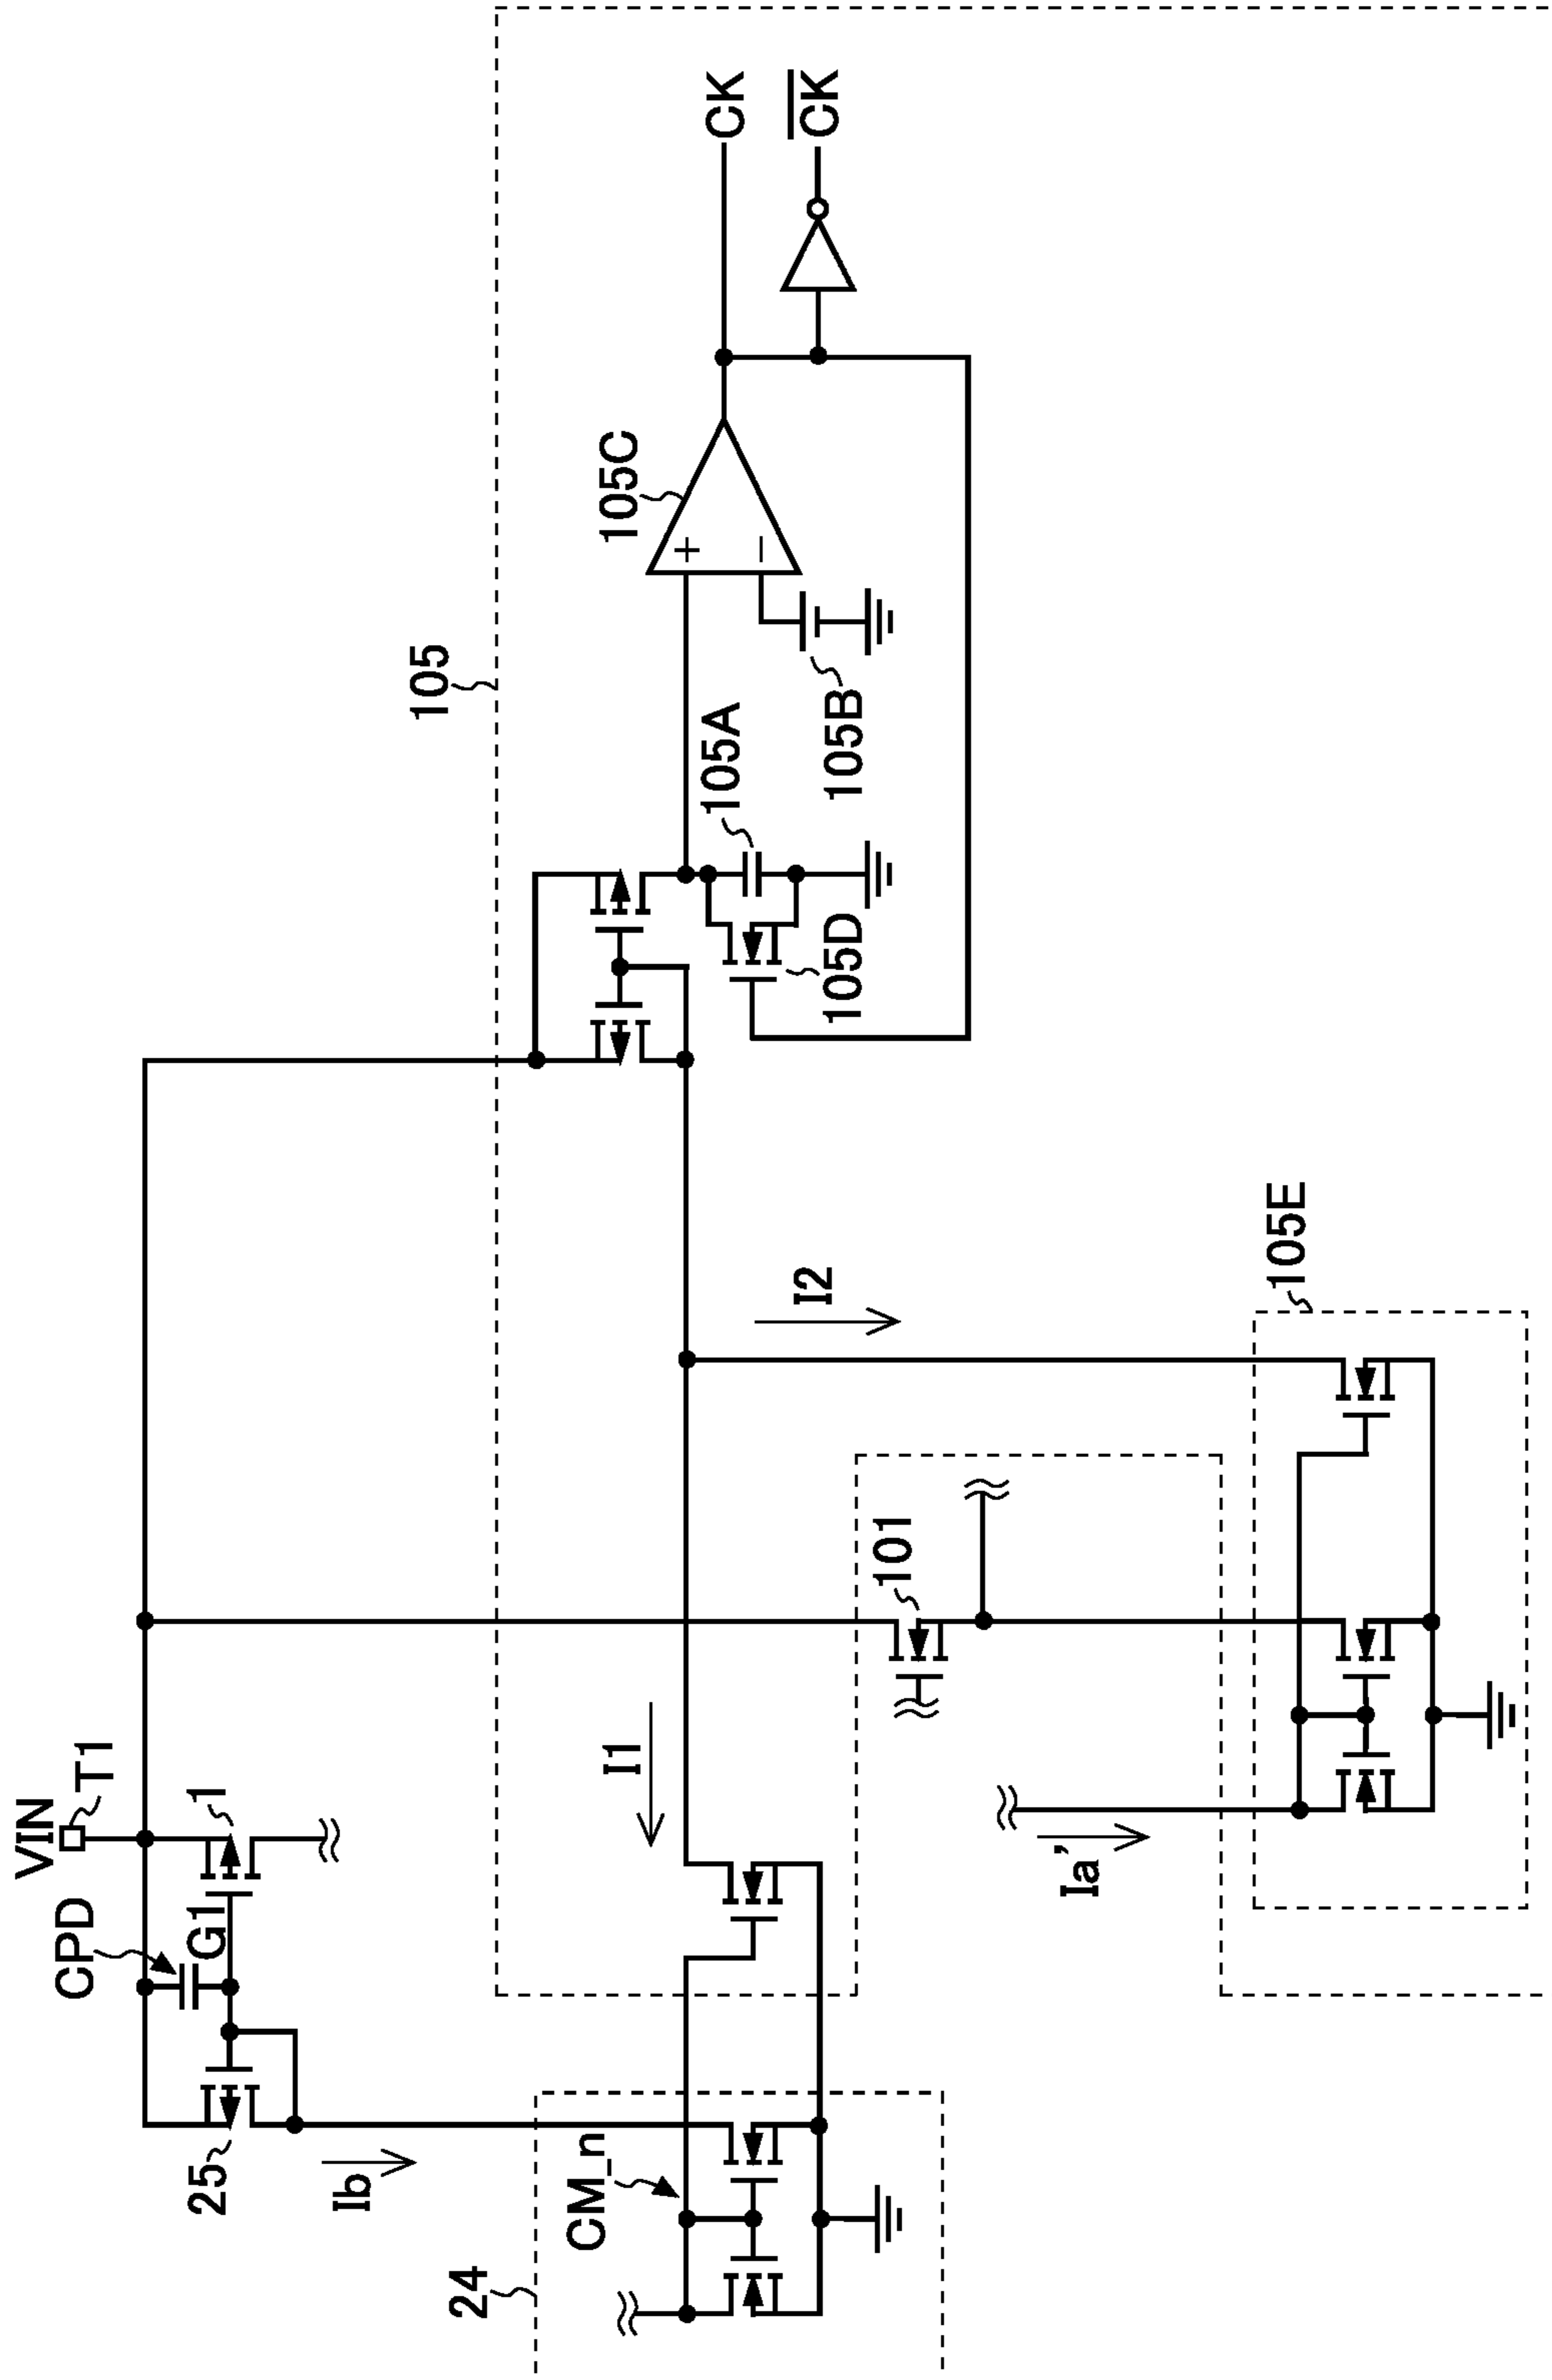 VIN
T1
CPD
G1
1
25
Ib
24
CM_n
I1
I2
Ia'
101
105
105A
105B
105C
105D
105E
CK
C̅K̅
+
−